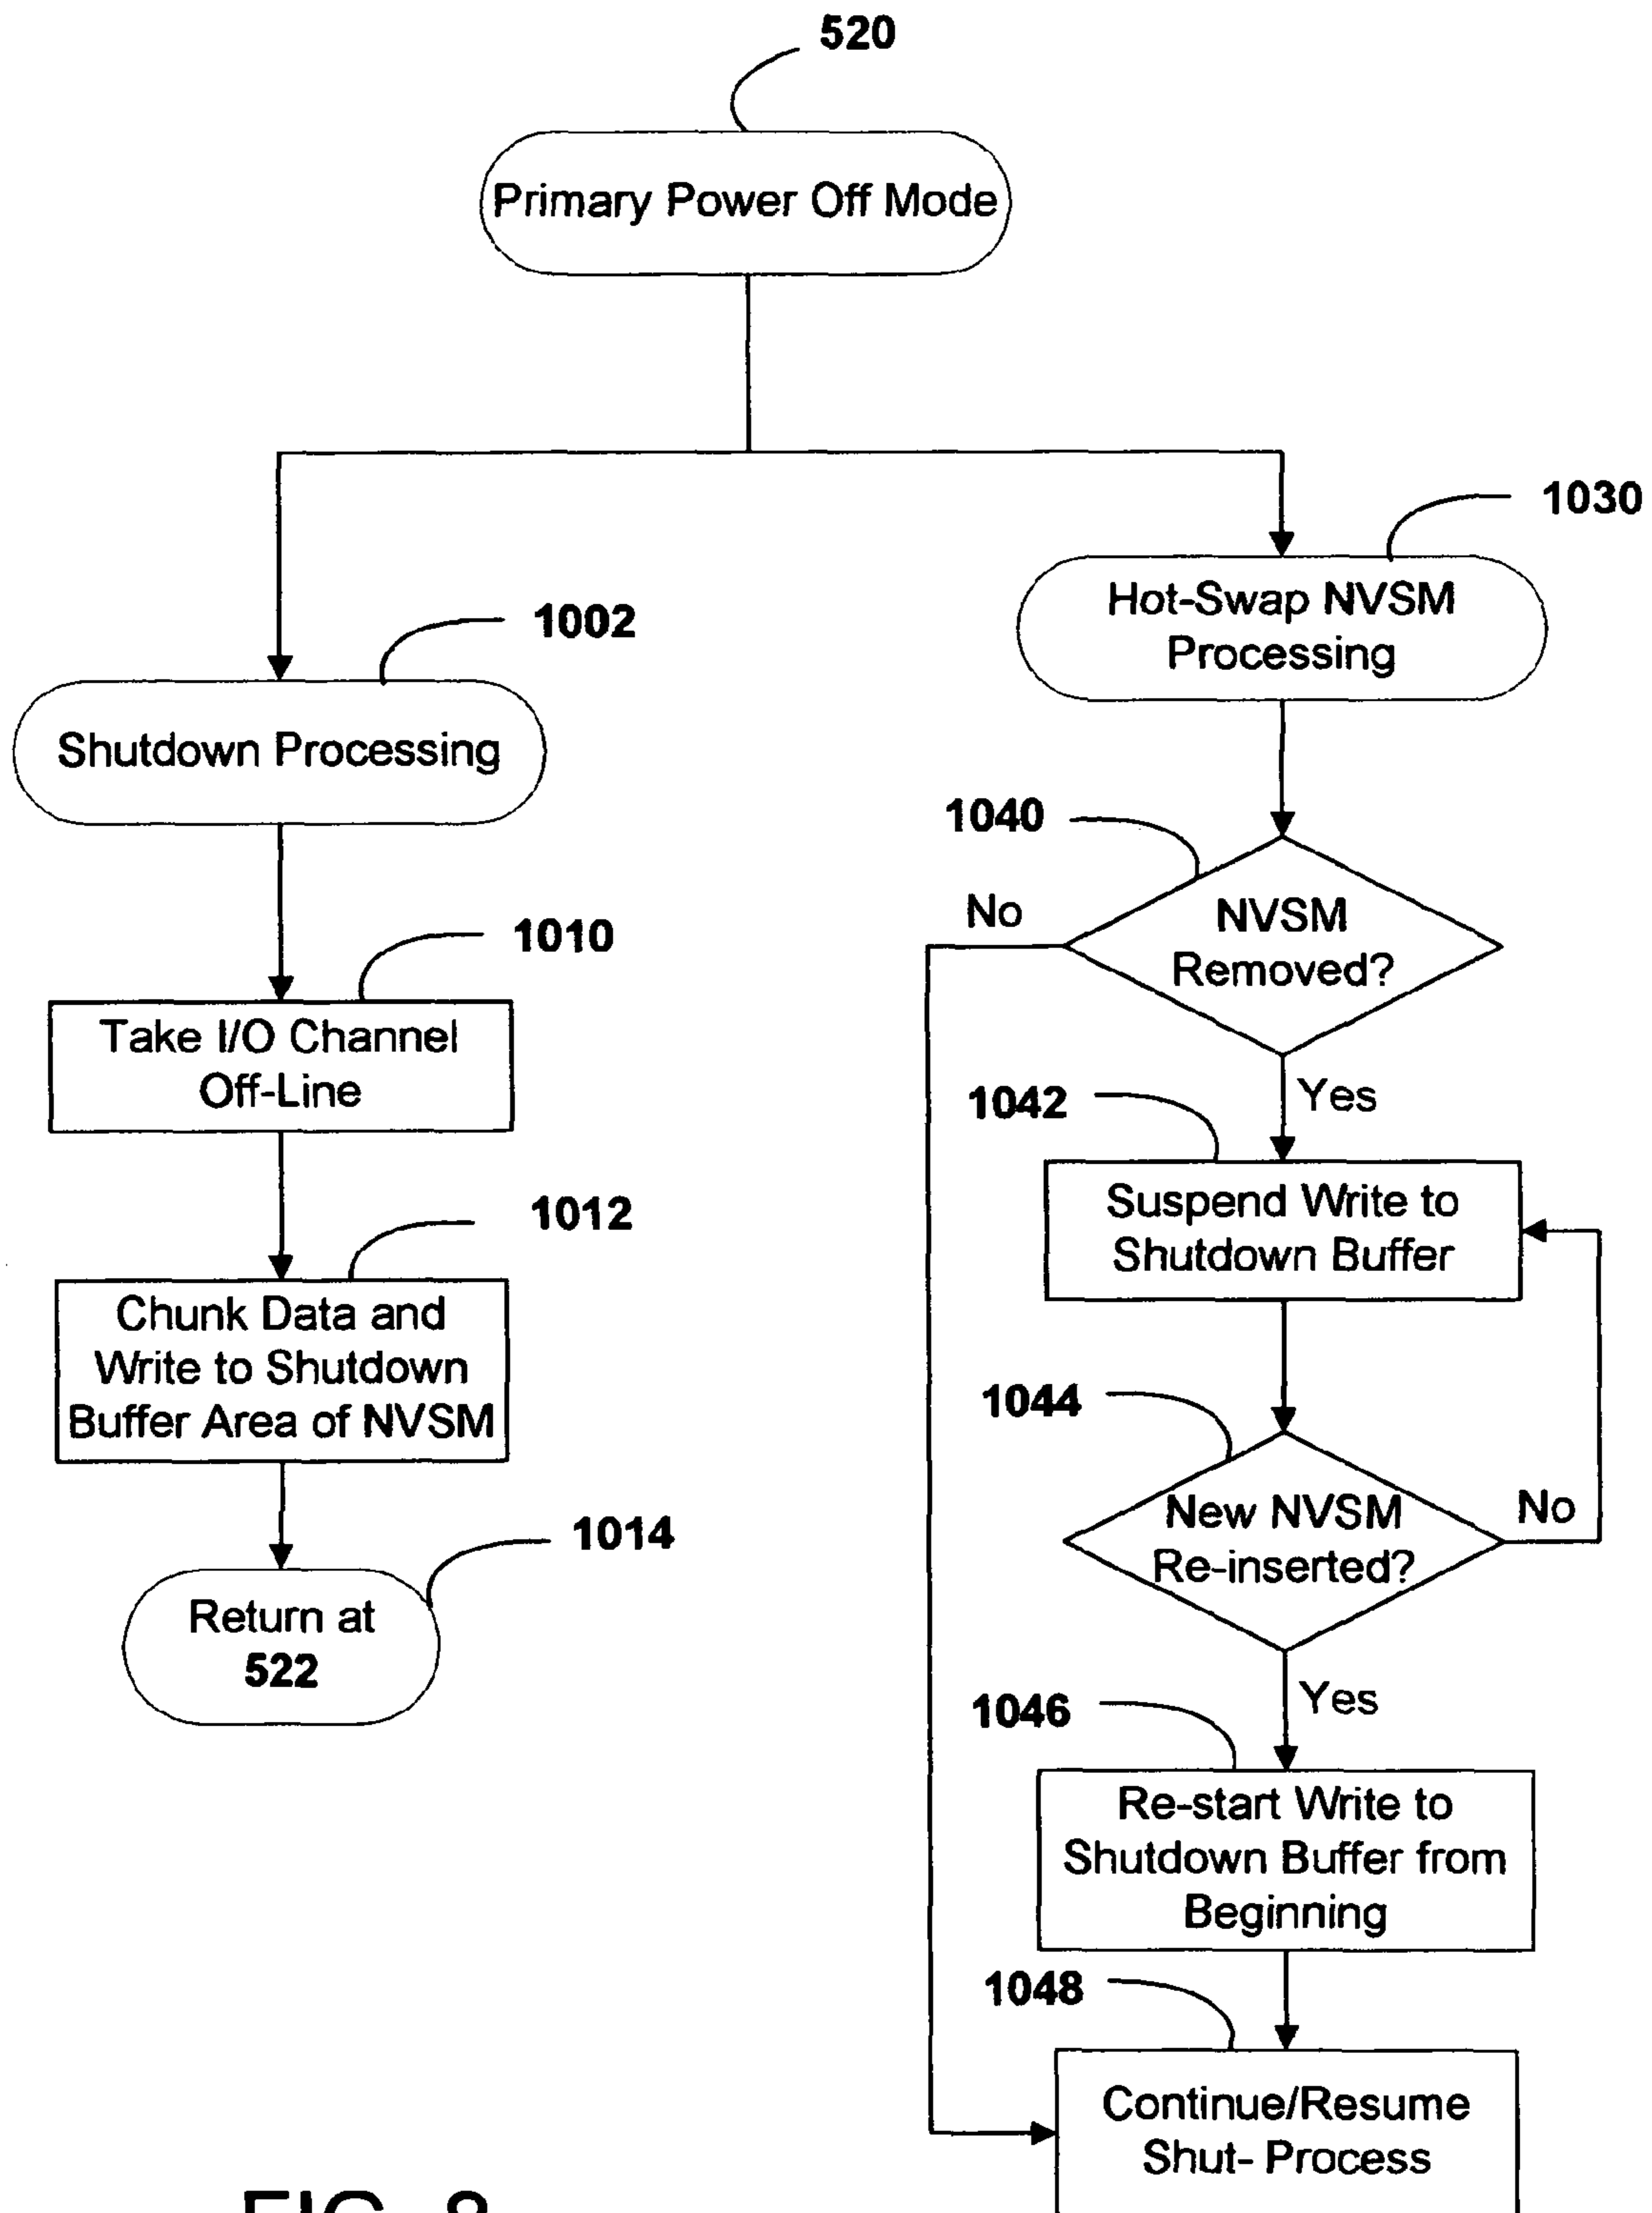 520
Primary Power Off Mode
1030
Hot-Swap NVSM
Processing
1002
Shutdown Processing
1040
No
NVSM
Removed?
1010
Take I/O Channel
Off-Line
Yes
1042
Suspend Write to
Shutdown Buffer
1012
Chunk Data and
Write to Shutdown
Buffer Area of NVSM
1044
New NVSM
Re-inserted?
No
1014
Return at
522
Yes
1046
Re-start Write to
Shutdown Buffer from
Beginning
1048
Continue/Resume
Shut- Process
FIG. 8